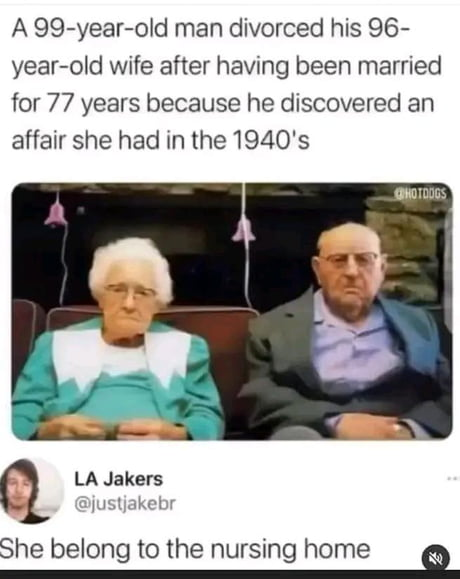 A 99-year-old man divorced his 96-
year-old wife after having been married
for 77 years because he discovered an
affair she had in the 1940's
@HOTDOGS
LA Jakers
@justjakebr
She belong to the nursing home